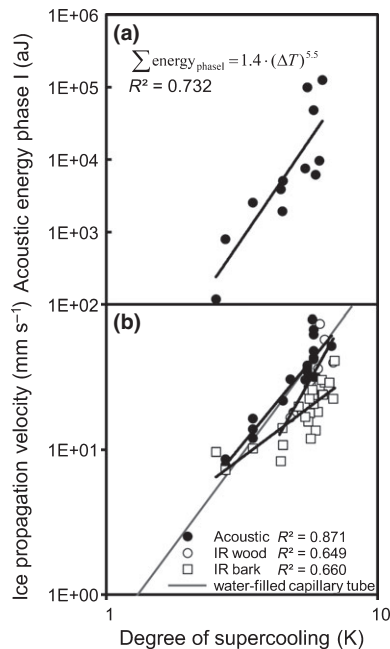 (a)
∑energy_phaseI = 1.4 · (ΔT)^5.5
R² = 0.732
1E+06
1E+05
1E+04
1E+03
1E+02
Acoustic energy phase I (aJ)
(b)
1E+01
1E+00
Ice propagation velocity (mm s⁻¹)
Acoustic R² = 0.871
IR wood R² = 0.649
IR bark R² = 0.660
water-filled capillary tube
1
10
Degree of supercooling (K)